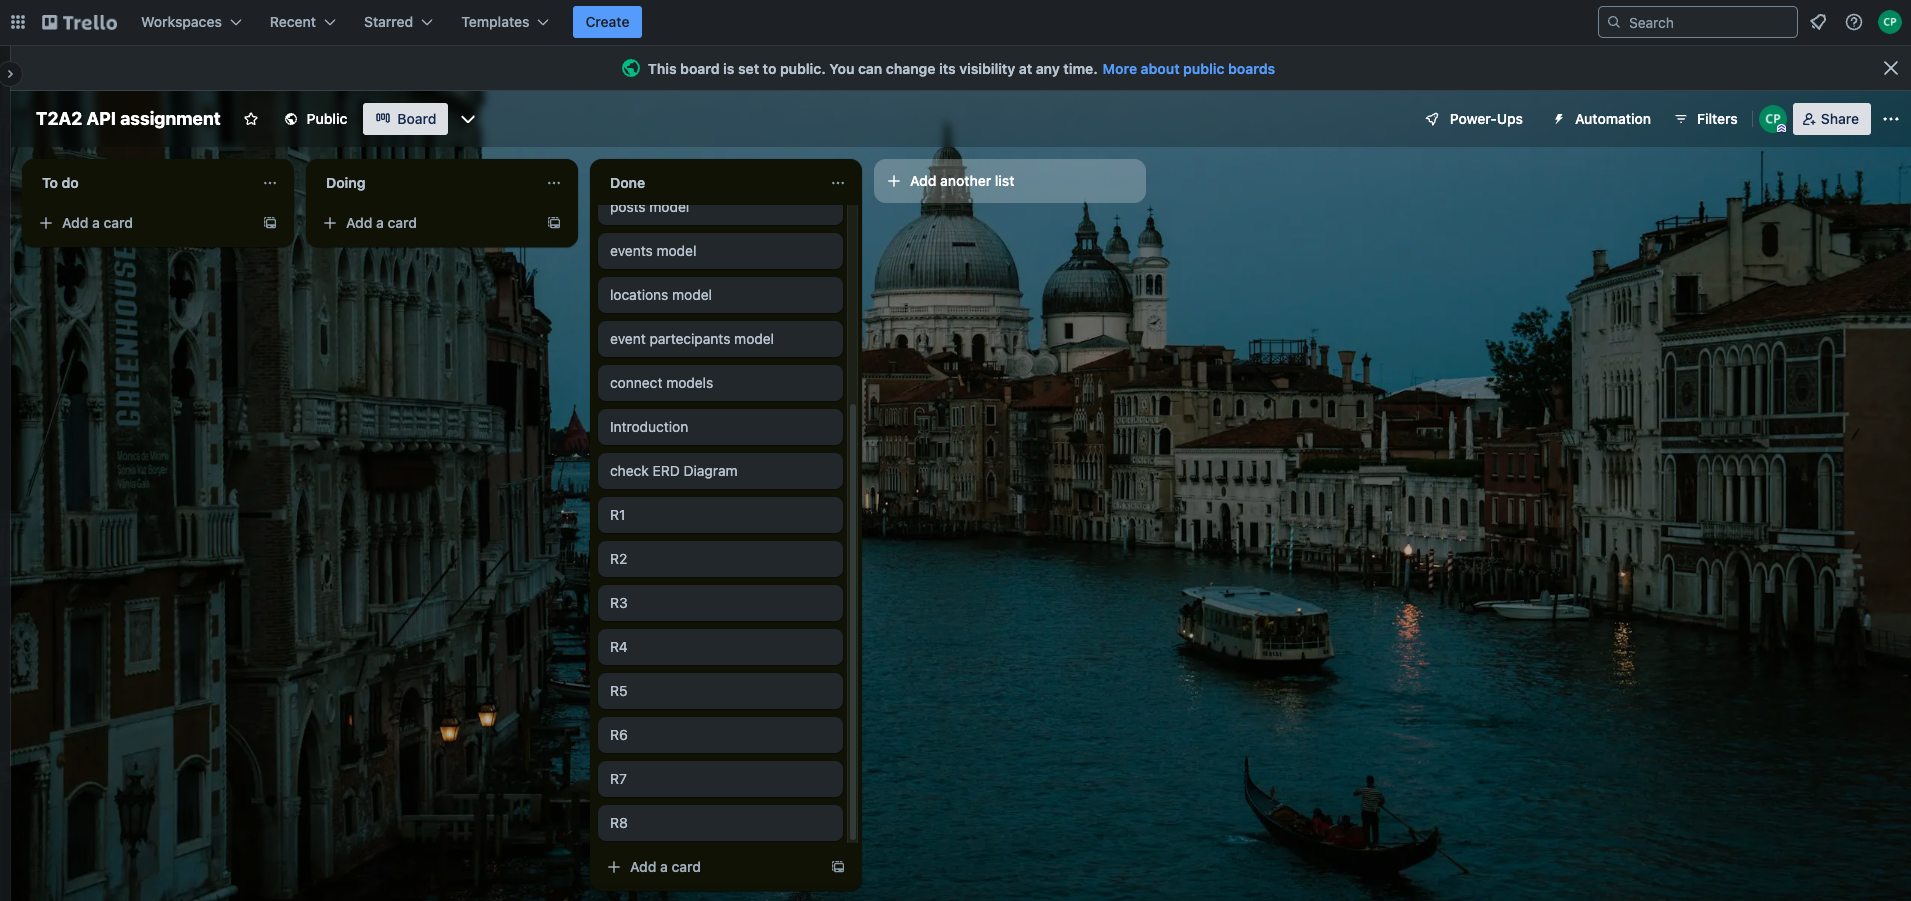 Trello
Workspaces
Recent
Starred
Templates
Create
Search
CP
This board is set to public. You can change its visibility at any time. More about public boards
T2A2 API assignment
Public
Board
Power-Ups
Automation
Filters
CP
Share
To do
Add a card
Doing
Add a card
Done
posts model
events model
locations model
event partecipants model
connect models
Introduction
check ERD Diagram
R1
R2
R3
R4
R5
R6
R7
R8
Add a card
Add another list
GREENHOUSE